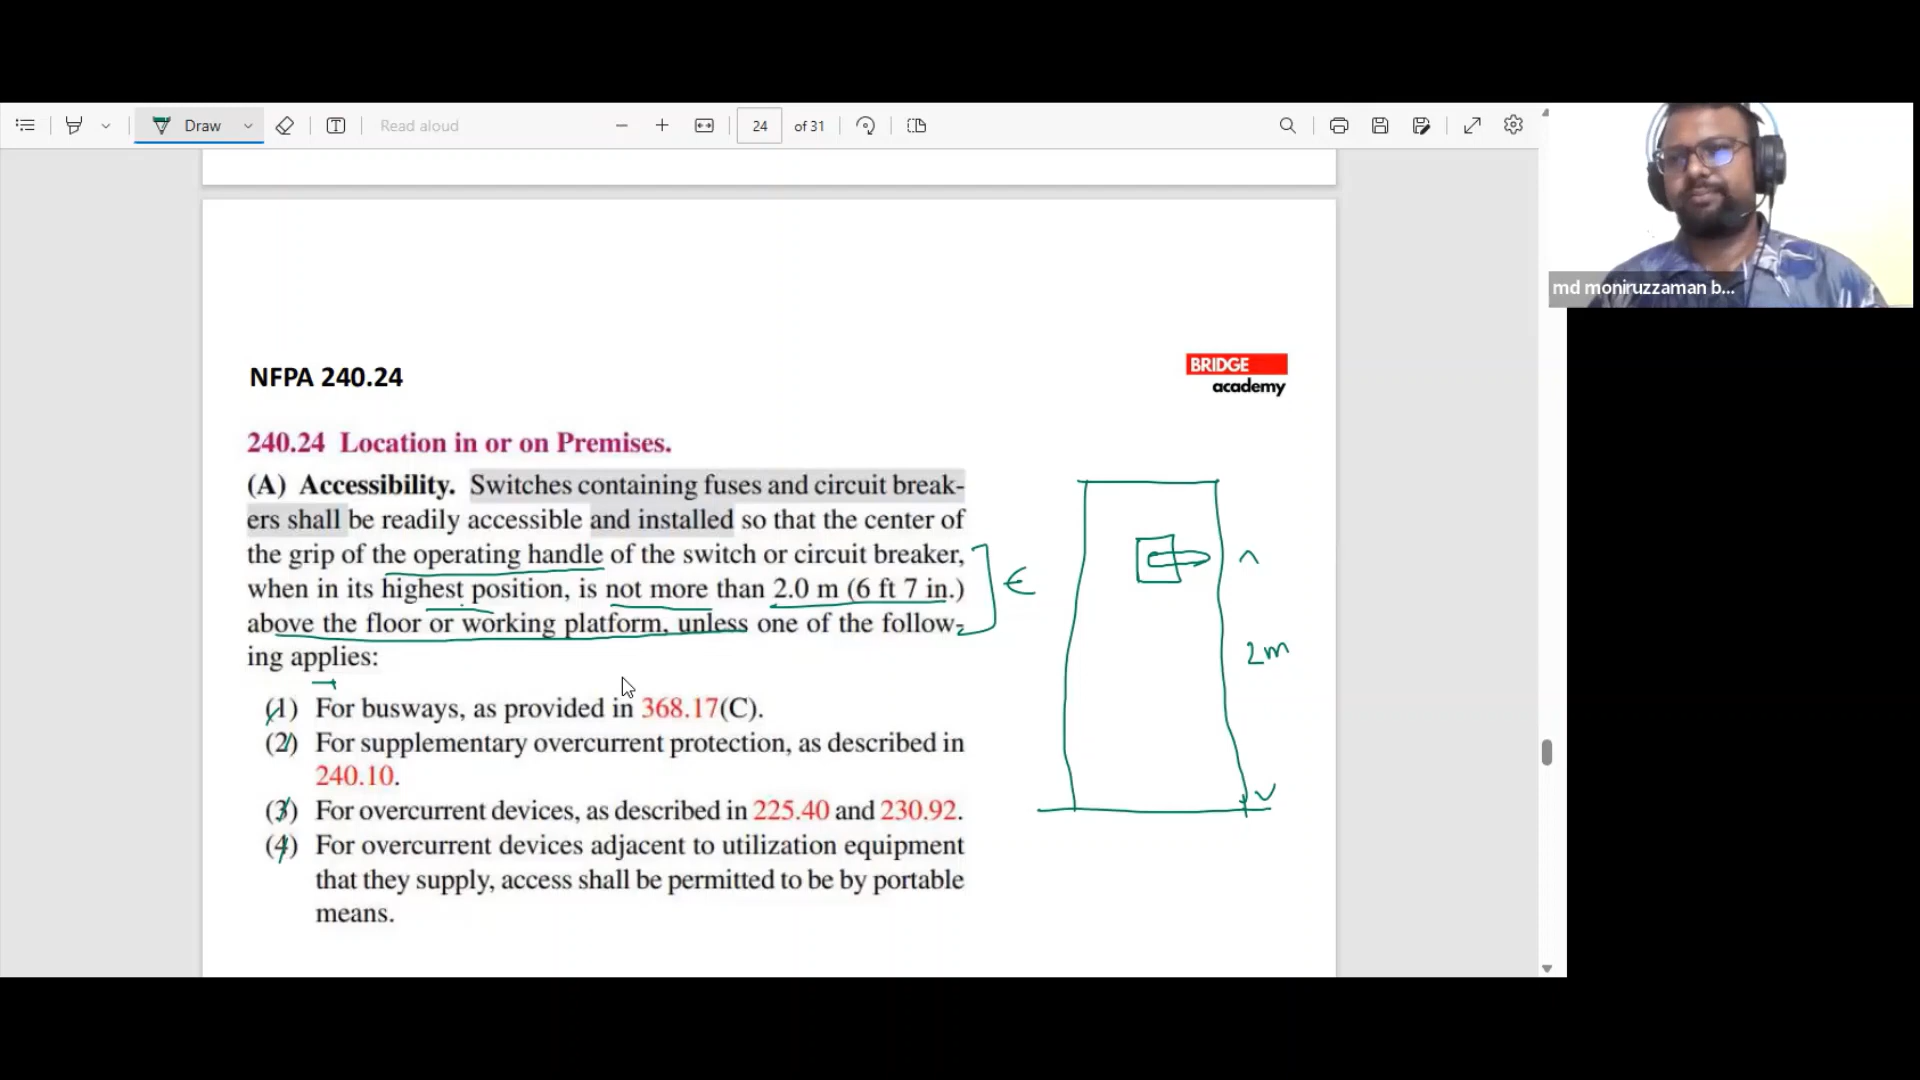 Draw
Read aloud
24
of 31
md moniruzzaman b...
NFPA 240.24
BRIDGE
academy
240.24 Location in or on Premises.
(A) Accessibility. Switches containing fuses and circuit break-
ers shall be readily accessible and installed so that the center of
the grip of the operating handle of the switch or circuit breaker,
when in its highest position, is not more than 2.0 m (6 ft 7 in.)
above the floor or working platform, unless one of the follow-
ing applies:
2m
(1) For busways, as provided in 368.17(C).
(2) For supplementary overcurrent protection, as described in
240.10.
(3) For overcurrent devices, as described in 225.40 and 230.92.
(4) For overcurrent devices adjacent to utilization equipment
that they supply, access shall be permitted to be by portable
means.